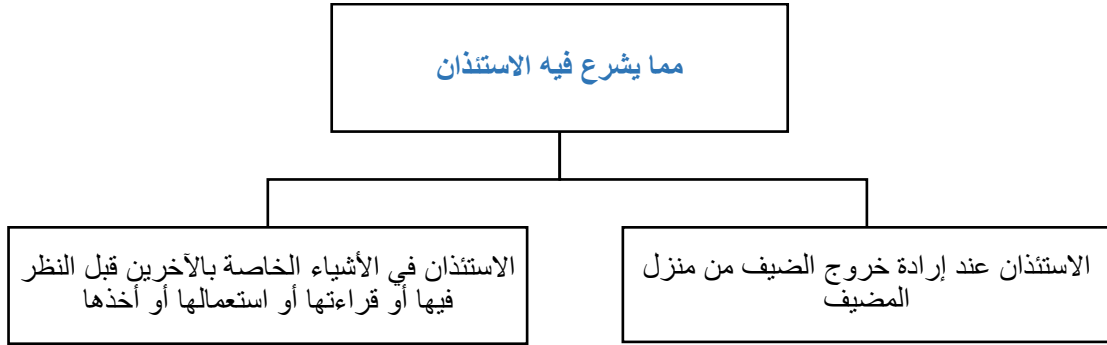 مما يشرع فيه الاستئذان
الاستئذان عند إرادة خروج الضيف من منزل
المضيف
الاستئذان في الأشياء الخاصة بالآخرين قبل النظر
فيها أو قراءتها أو استعمالها أو أخذها